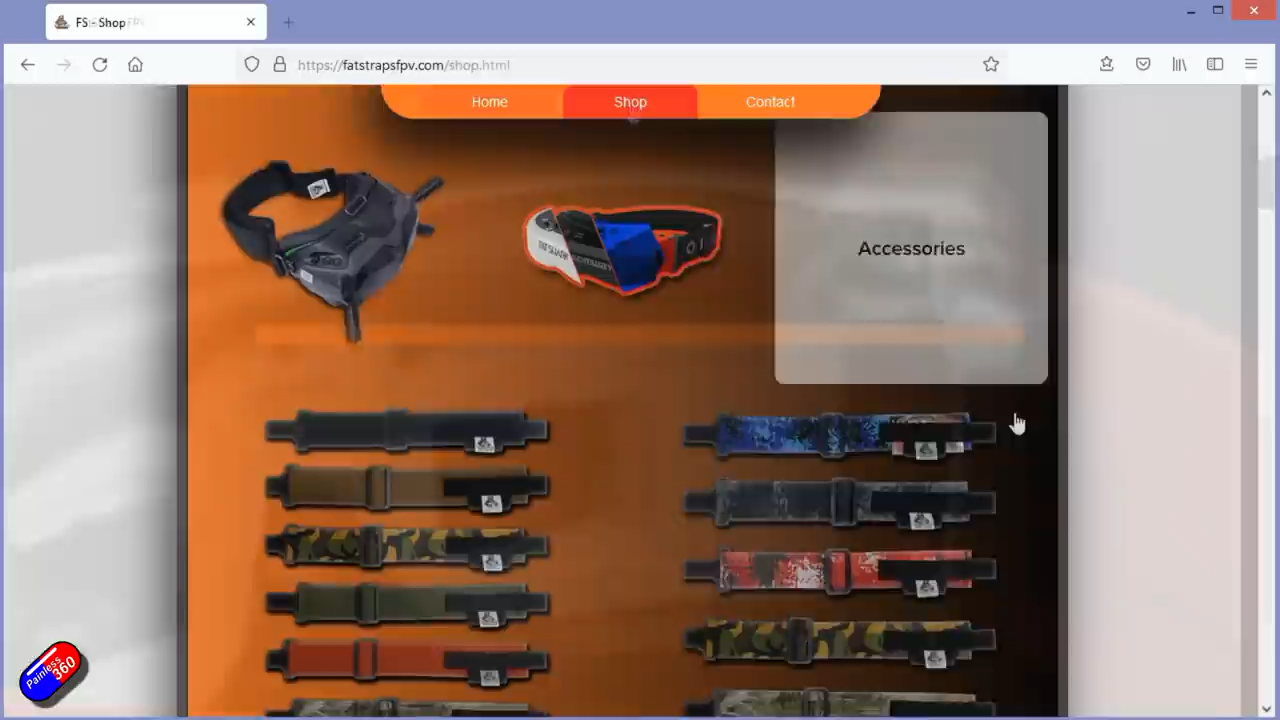 FS - Shop
https://fatstrapsfpv.com/shop.html
Home
Shop
Contact
Accessories
Painless
360